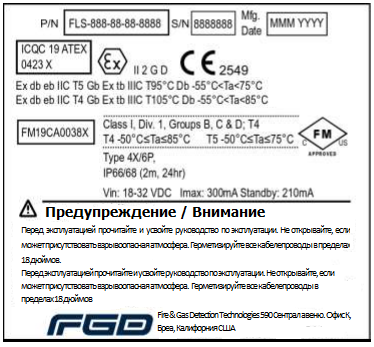 P/N FLS-888-88-88-8888 S/N 8888888 Mfg. Date MMM YYYY
ICQC 19 ATEX
0423 X
Ex II 2 G D CE 2549
Ex db eb IIC T5 Gb Ex tb IIIC T95°C Db -55°C<Ta<75°C
Ex db eb IIC T4 Gb Ex tb IIIC T105°C Db -55°C<Ta<85°C
FM19CA0038X
Class I, Div. 1, Groups B, C & D; T4
T4 -50°C≤Ta≤85°C T5 -50°C≤Ta≤75°C
FM
C US
APPROVED
Type 4X/6P,
IP66/68 (2m, 24hr)
Vin: 18-32 VDC Imax: 300mA Standby: 210mA
Предупреждение / Внимание
Перед эксплуатацией прочитайте и усвойте руководство по эксплуатации. Не открывайте, если
может присутствовать взрывоопасная атмосфера. Герметизируйте все кабелепроводы в пределах
18 дюймов.
Перед эксплуатацией прочитайте и усвойте руководство по эксплуатации. Не открывайте, если
может присутствовать взрывоопасная атмосфера. Герметизируйте все кабелепроводы в
пределах 18 дюймов
FGD
Fire & Gas Detection Technologies 590 Сентрал авеню. Офис К,
Бреа, Калифорния США